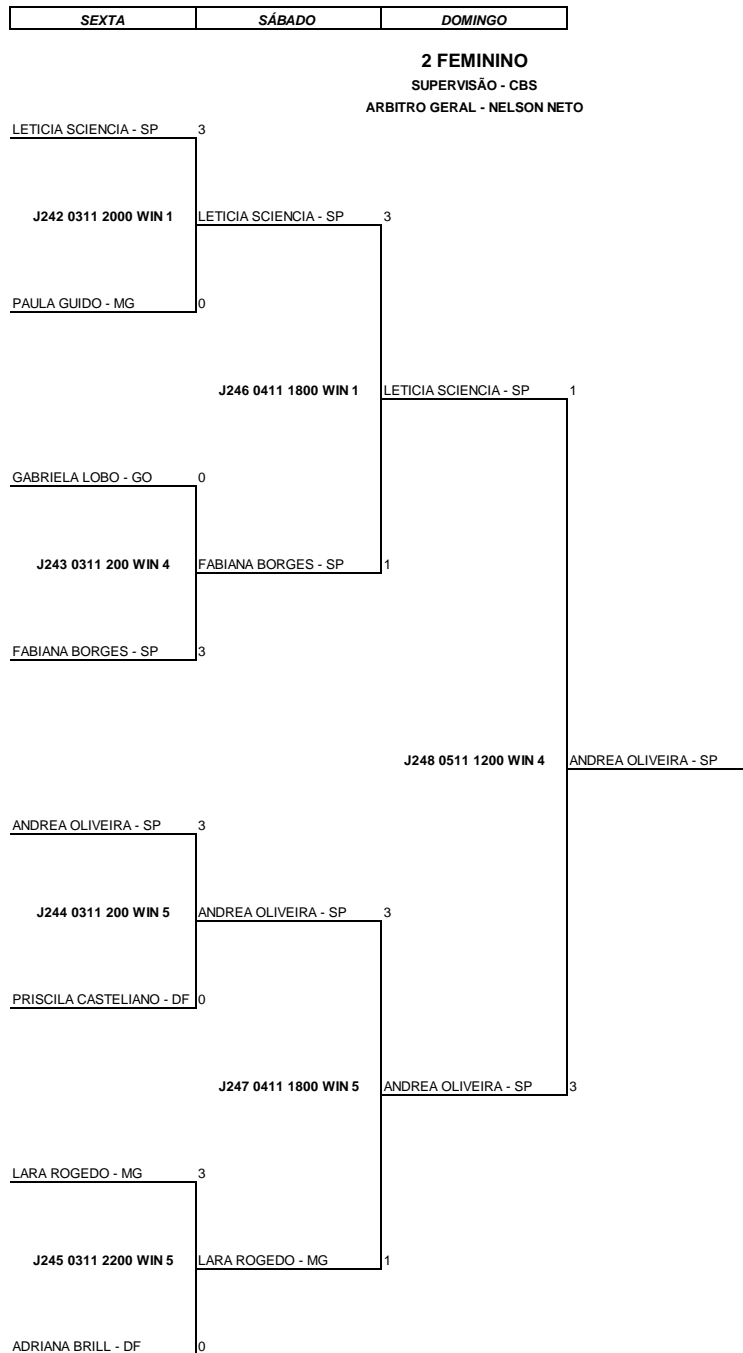 SEXTA SÁBADO DOMINGO
2 FEMININO
SUPERVISÃO - CBS
ARBITRO GERAL - NELSON NETO
LETICIA SCIENCIA - SP 3
J242 0311 2000 WIN 1 LETICIA SCIENCIA - SP 3
PAULA GUIDO - MG 0
J246 0411 1800 WIN 1 LETICIA SCIENCIA - SP 1
GABRIELA LOBO - GO 0
J243 0311 200 WIN 4 FABIANA BORGES - SP 1
FABIANA BORGES - SP 3
J248 0511 1200 WIN 4 ANDREA OLIVEIRA - SP
ANDREA OLIVEIRA - SP 3
J244 0311 200 WIN 5 ANDREA OLIVEIRA - SP 3
PRISCILA CASTELIANO - DF 0
J247 0411 1800 WIN 5 ANDREA OLIVEIRA - SP 3
LARA ROGEDO - MG 3
J245 0311 2200 WIN 5 LARA ROGEDO - MG 1
ADRIANA BRILL - DF 0